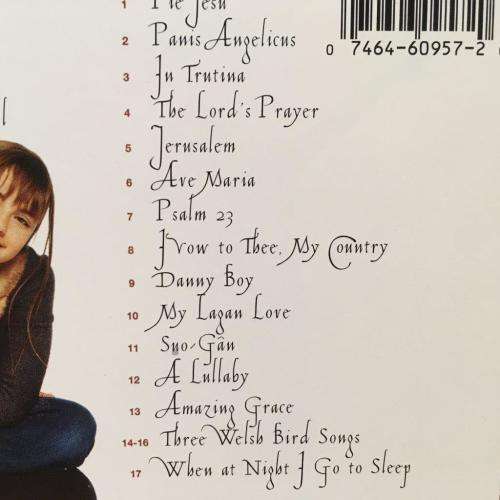 1 Pie Jesu
0 7464-60957-2
2 Panis Angelicus
3 In Trutina
4 The Lord's Prayer
5 Jerusalem
6 Ave Maria
7 Psalm 23
8 I Vow to Thee, My Country
9 Danny Boy
10 My Lagan Love
11 Suo-Gân
12 A Lullaby
13 Amazing Grace
14-16 Three Welsh Bird Songs
17 When at Night I Go to Sleep